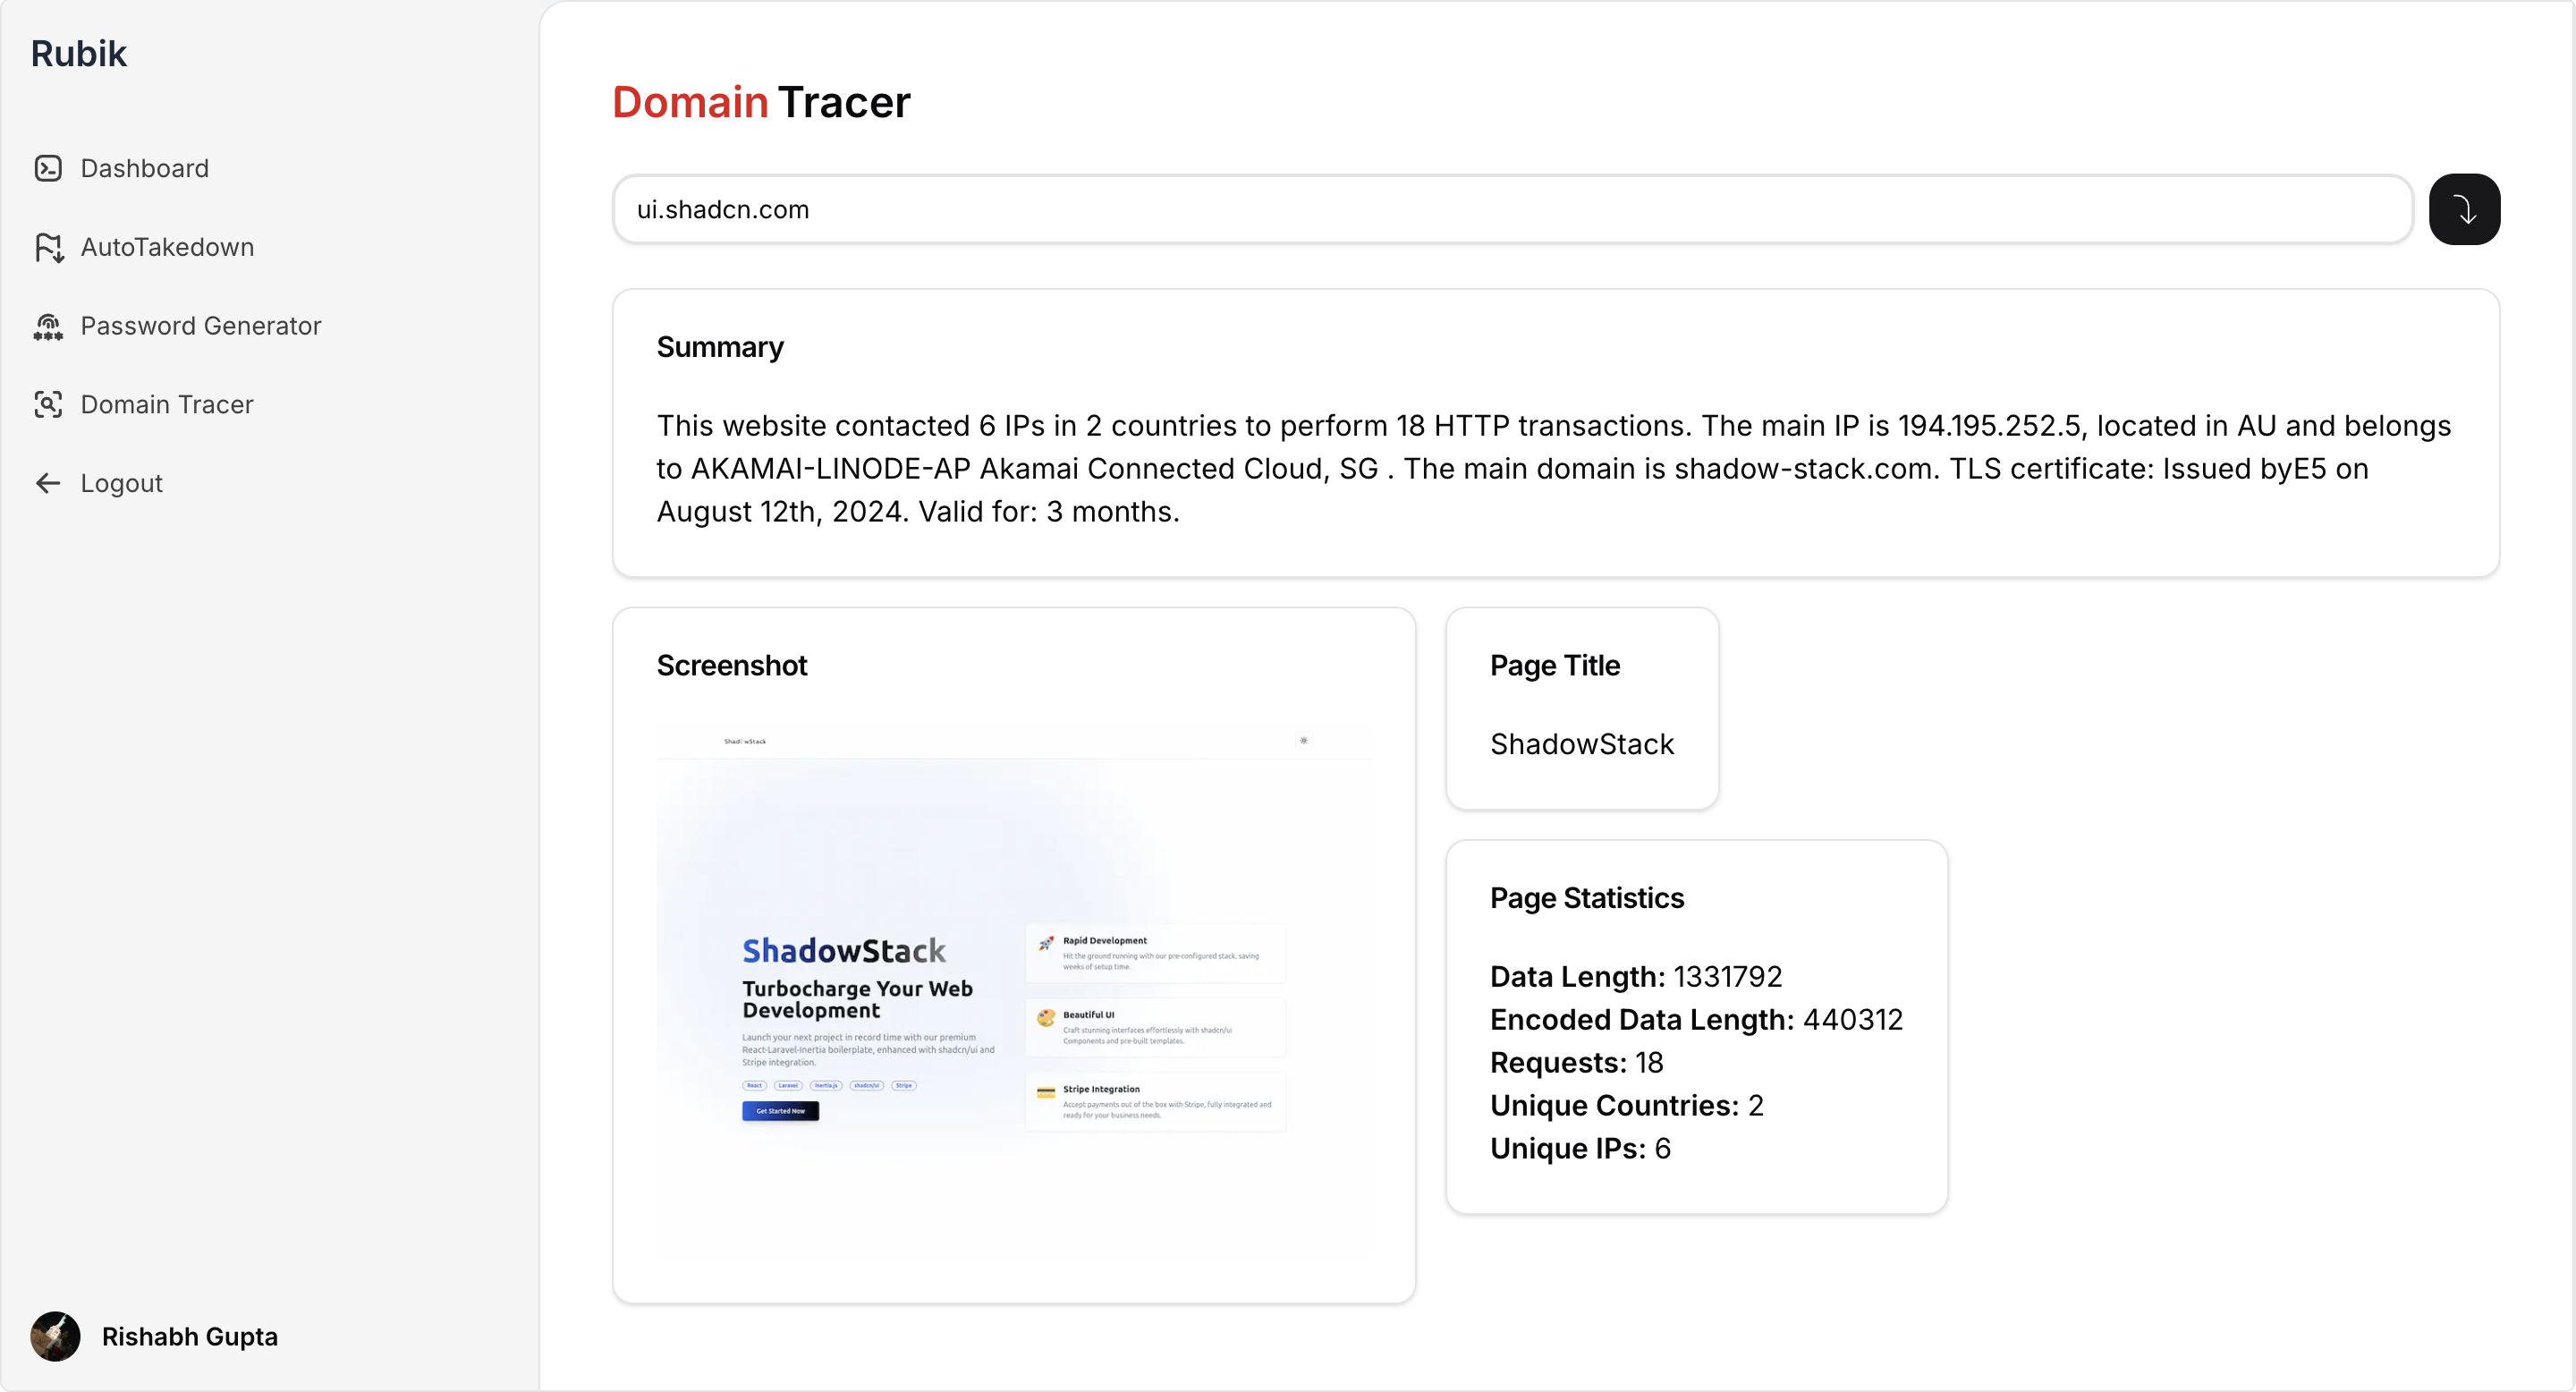 Rubik
Dashboard
AutoTakedown
Password Generator
Domain Tracer
Logout
Rishabh Gupta
Domain Tracer
ui.shadcn.com
Summary
This website contacted 6 IPs in 2 countries to perform 18 HTTP transactions. The main IP is 194.195.252.5, located in AU and belongs
to AKAMAI-LINODE-AP Akamai Connected Cloud, SG . The main domain is shadow-stack.com. TLS certificate: Issued byE5 on
August 12th, 2024. Valid for: 3 months.
Screenshot
ShadowStack
ShadowStack
Turbocharge Your Web
Development
Launch your next project in record time with our premium
React-Laravel-Inertia boilerplate, enhanced with shadcn/ui and
Stripe integration.
React Laravel Inertia.js shadcn/ui Stripe
Get Started Now
Rapid Development
Hit the ground running with our pre-configured stack, saving
weeks of setup time.
Beautiful UI
Craft stunning interfaces effortlessly with shadcn/ui
Components and pre-built templates.
Stripe Integration
Accept payments out of the box with Stripe, fully integrated and
ready for your business needs.
Page Title
ShadowStack
Page Statistics
Data Length: 1331792
Encoded Data Length: 440312
Requests: 18
Unique Countries: 2
Unique IPs: 6